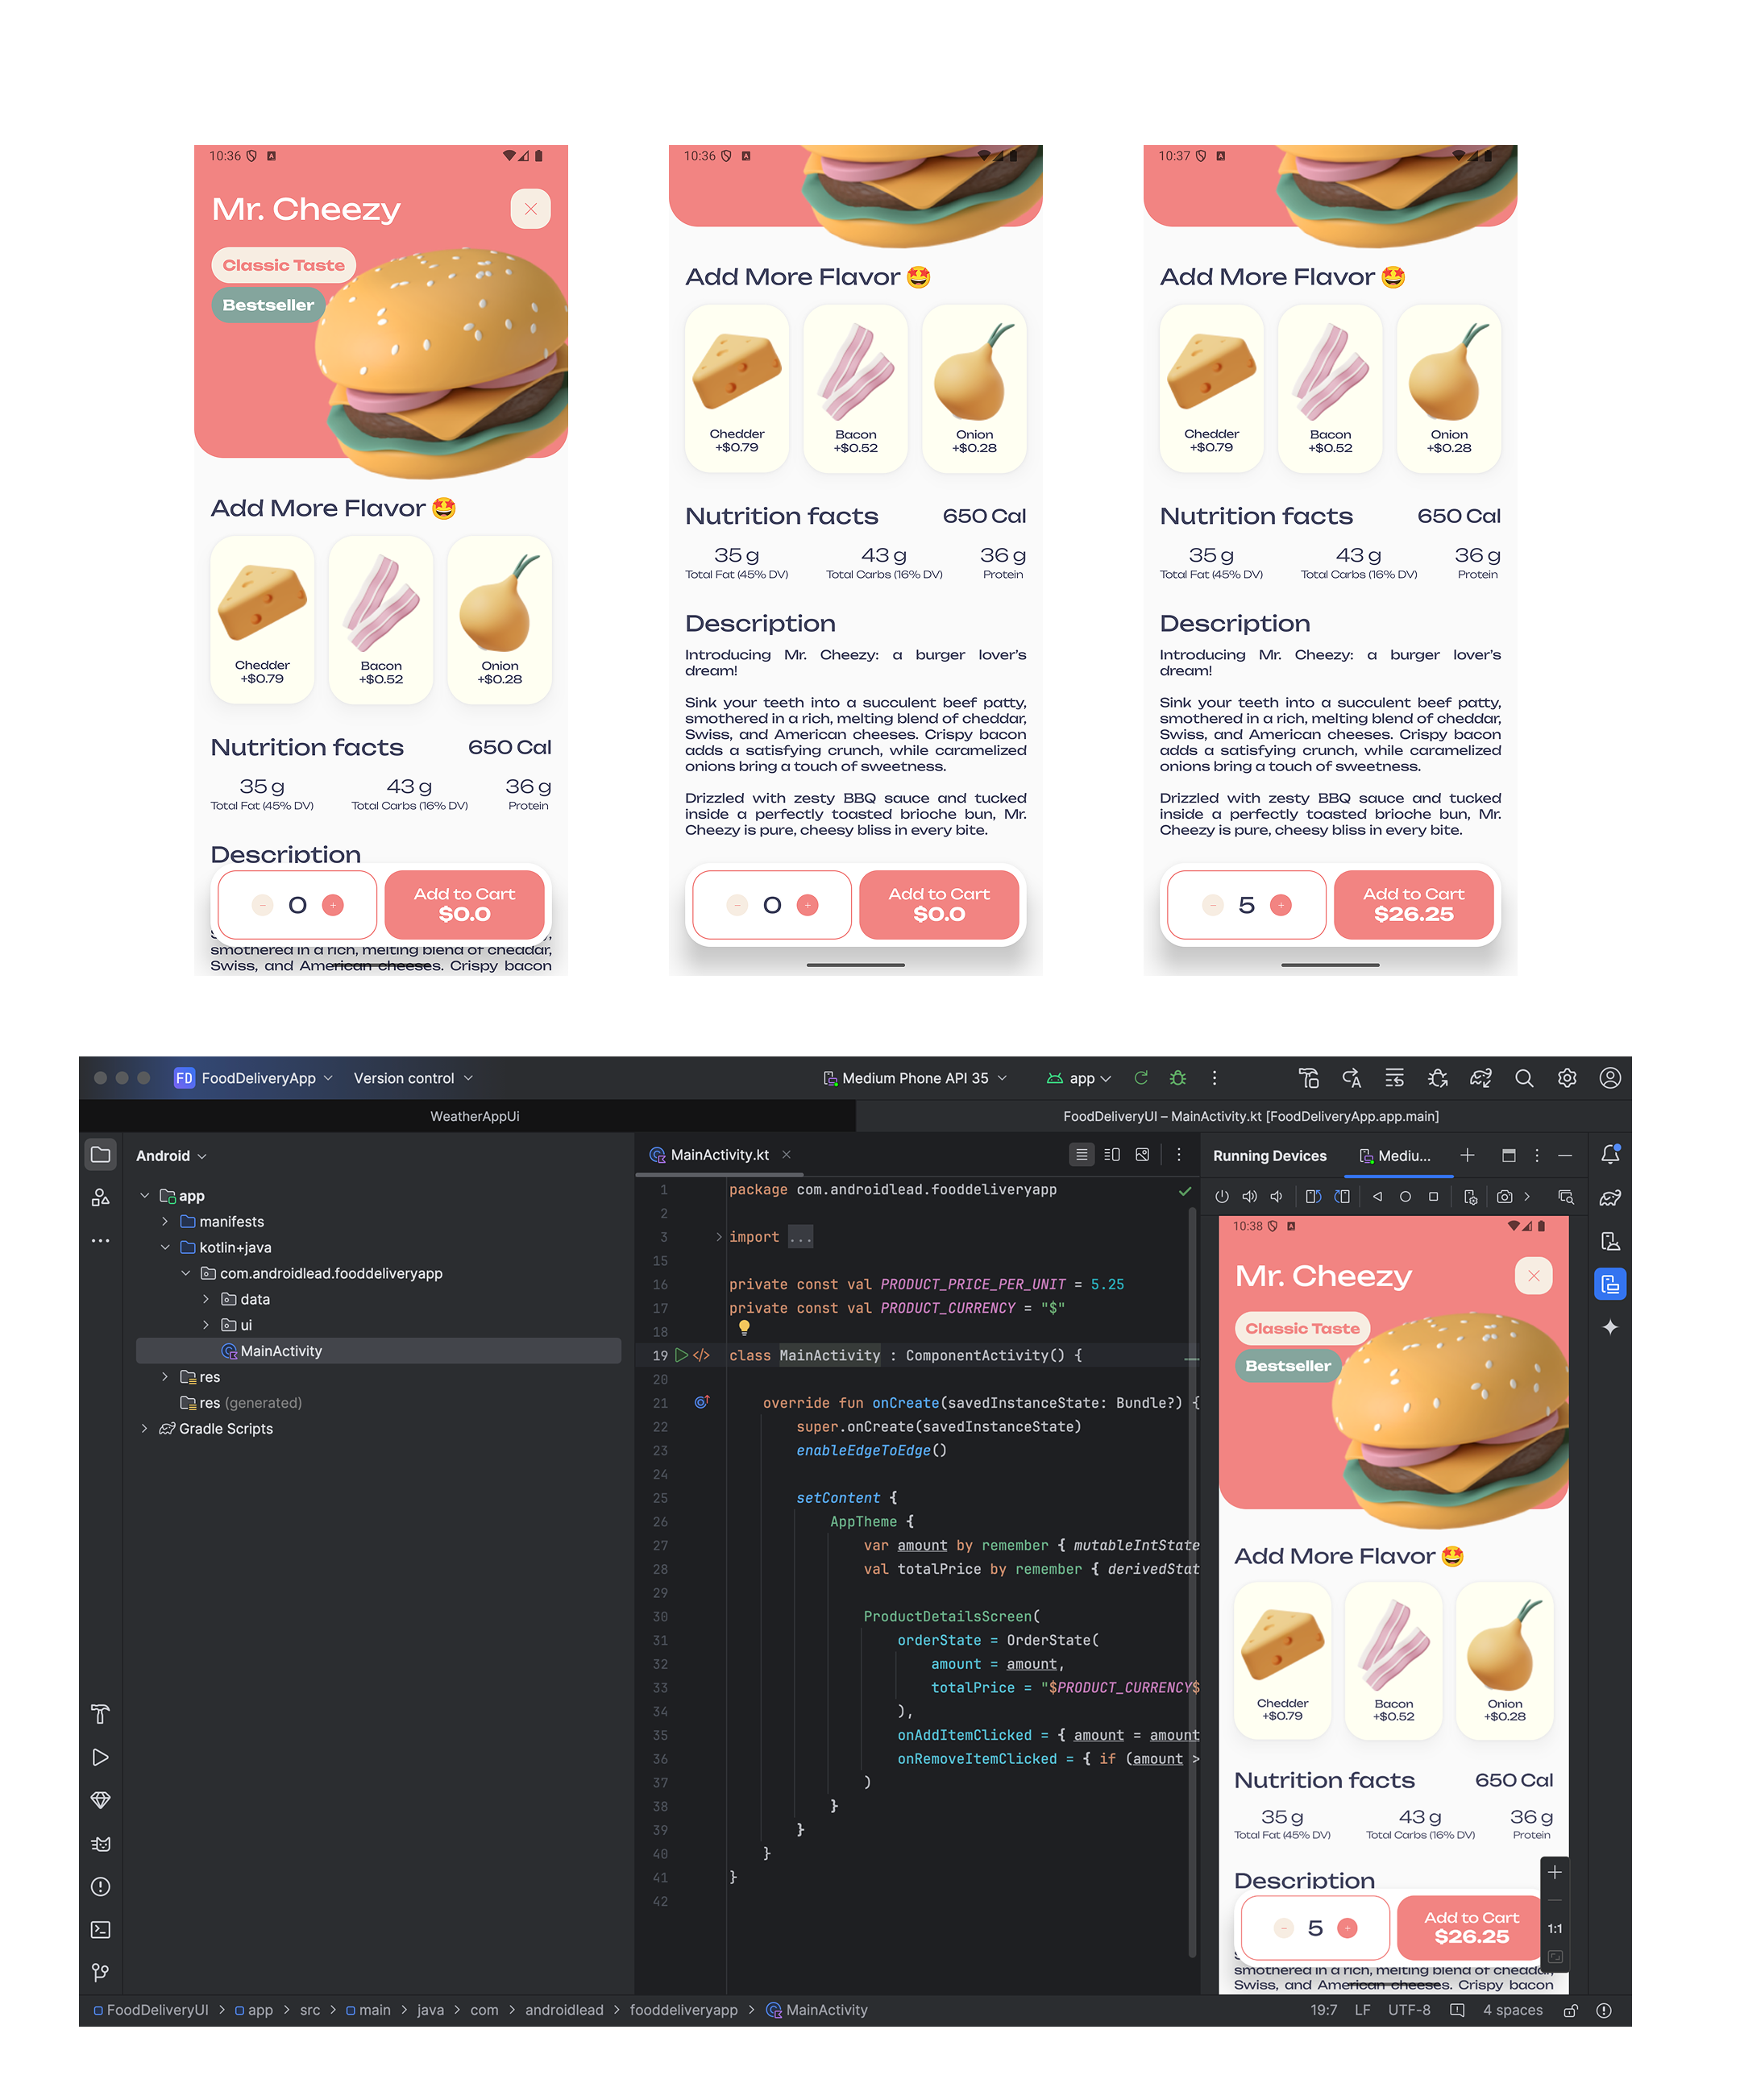 10:36
Mr. Cheezy
Classic Taste
Bestseller
Add More Flavor 🤩
Chedder
+$0.79
Bacon
+$0.52
Onion
+$0.28
Nutrition facts 650 Cal
35 g 43 g 36 g
Total Fat (45% DV) Total Carbs (16% DV) Protein
Description
0
Add to Cart
$0.0
smothered in a rich, melting blend of cheddar,
Swiss, and American cheeses. Crispy bacon
10:36
Add More Flavor 🤩
Chedder
+$0.79
Bacon
+$0.52
Onion
+$0.28
Nutrition facts 650 Cal
35 g 43 g 36 g
Total Fat (45% DV) Total Carbs (16% DV) Protein
Description
Introducing Mr. Cheezy: a burger lover's
dream!
Sink your teeth into a succulent beef patty,
smothered in a rich, melting blend of cheddar,
Swiss, and American cheeses. Crispy bacon
adds a satisfying crunch, while caramelized
onions bring a touch of sweetness.
Drizzled with zesty BBQ sauce and tucked
inside a perfectly toasted brioche bun, Mr.
Cheezy is pure, cheesy bliss in every bite.
0
Add to Cart
$0.0
10:37
Add More Flavor 🤩
Chedder
+$0.79
Bacon
+$0.52
Onion
+$0.28
Nutrition facts 650 Cal
35 g 43 g 36 g
Total Fat (45% DV) Total Carbs (16% DV) Protein
Description
Introducing Mr. Cheezy: a burger lover's
dream!
Sink your teeth into a succulent beef patty,
smothered in a rich, melting blend of cheddar,
Swiss, and American cheeses. Crispy bacon
adds a satisfying crunch, while caramelized
onions bring a touch of sweetness.
Drizzled with zesty BBQ sauce and tucked
inside a perfectly toasted brioche bun, Mr.
Cheezy is pure, cheesy bliss in every bite.
5
Add to Cart
$26.25
FD FoodDeliveryApp Version control Medium Phone API 35 app
WeatherAppUi FoodDeliveryUI – MainActivity.kt [FoodDeliveryApp.app.main]
Android
app
manifests
kotlin+java
com.androidlead.fooddeliveryapp
data
ui
MainActivity
res
res (generated)
Gradle Scripts
MainActivity.kt
1 package com.androidlead.fooddeliveryapp
2
3 import ...
15
16 private const val PRODUCT_PRICE_PER_UNIT = 5.25
17 private const val PRODUCT_CURRENCY = "$"
18
19 class MainActivity : ComponentActivity() {
20
21 override fun onCreate(savedInstanceState: Bundle?) {
22 super.onCreate(savedInstanceState)
23 enableEdgeToEdge()
24
25 setContent {
26 AppTheme {
27 var amount by remember { mutableIntState
28 val totalPrice by remember { derivedStat
29
30 ProductDetailsScreen(
31 orderState = OrderState(
32 amount = amount,
33 totalPrice = "$PRODUCT_CURRENCY$
34 ),
35 onAddItemClicked = { amount = amount
36 onRemoveItemClicked = { if (amount >
37 )
38 }
39 }
40 }
41 }
42
Running Devices Mediu...
10:38
Mr. Cheezy
Classic Taste
Bestseller
Add More Flavor 🤩
Chedder
+$0.79
Bacon
+$0.52
Onion
+$0.28
Nutrition facts 650 Cal
35 g 43 g 36 g
Total Fat (45% DV) Total Carbs (16% DV) Protein
Description
5
Add to Cart
$26.25
1:1
smothered in a rich, melting blend of cheddar,
Swiss, and American cheeses. Crispy bacon
FoodDeliveryUI > app > src > main > java > com > androidlead > fooddeliveryapp > MainActivity
19:7 LF UTF-8 4 spaces